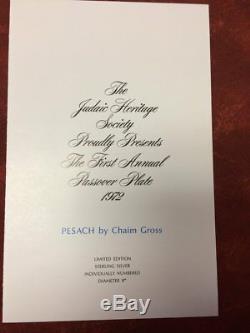 The
Judaic Heritage
Society
Proudly Presents
The First Annual
Passover Plate
1972
PESACH by Chaim Gross
LIMITED EDITION
STERLING SILVER
INDIVIDUALLY NUMBERED
DIAMETER 8"